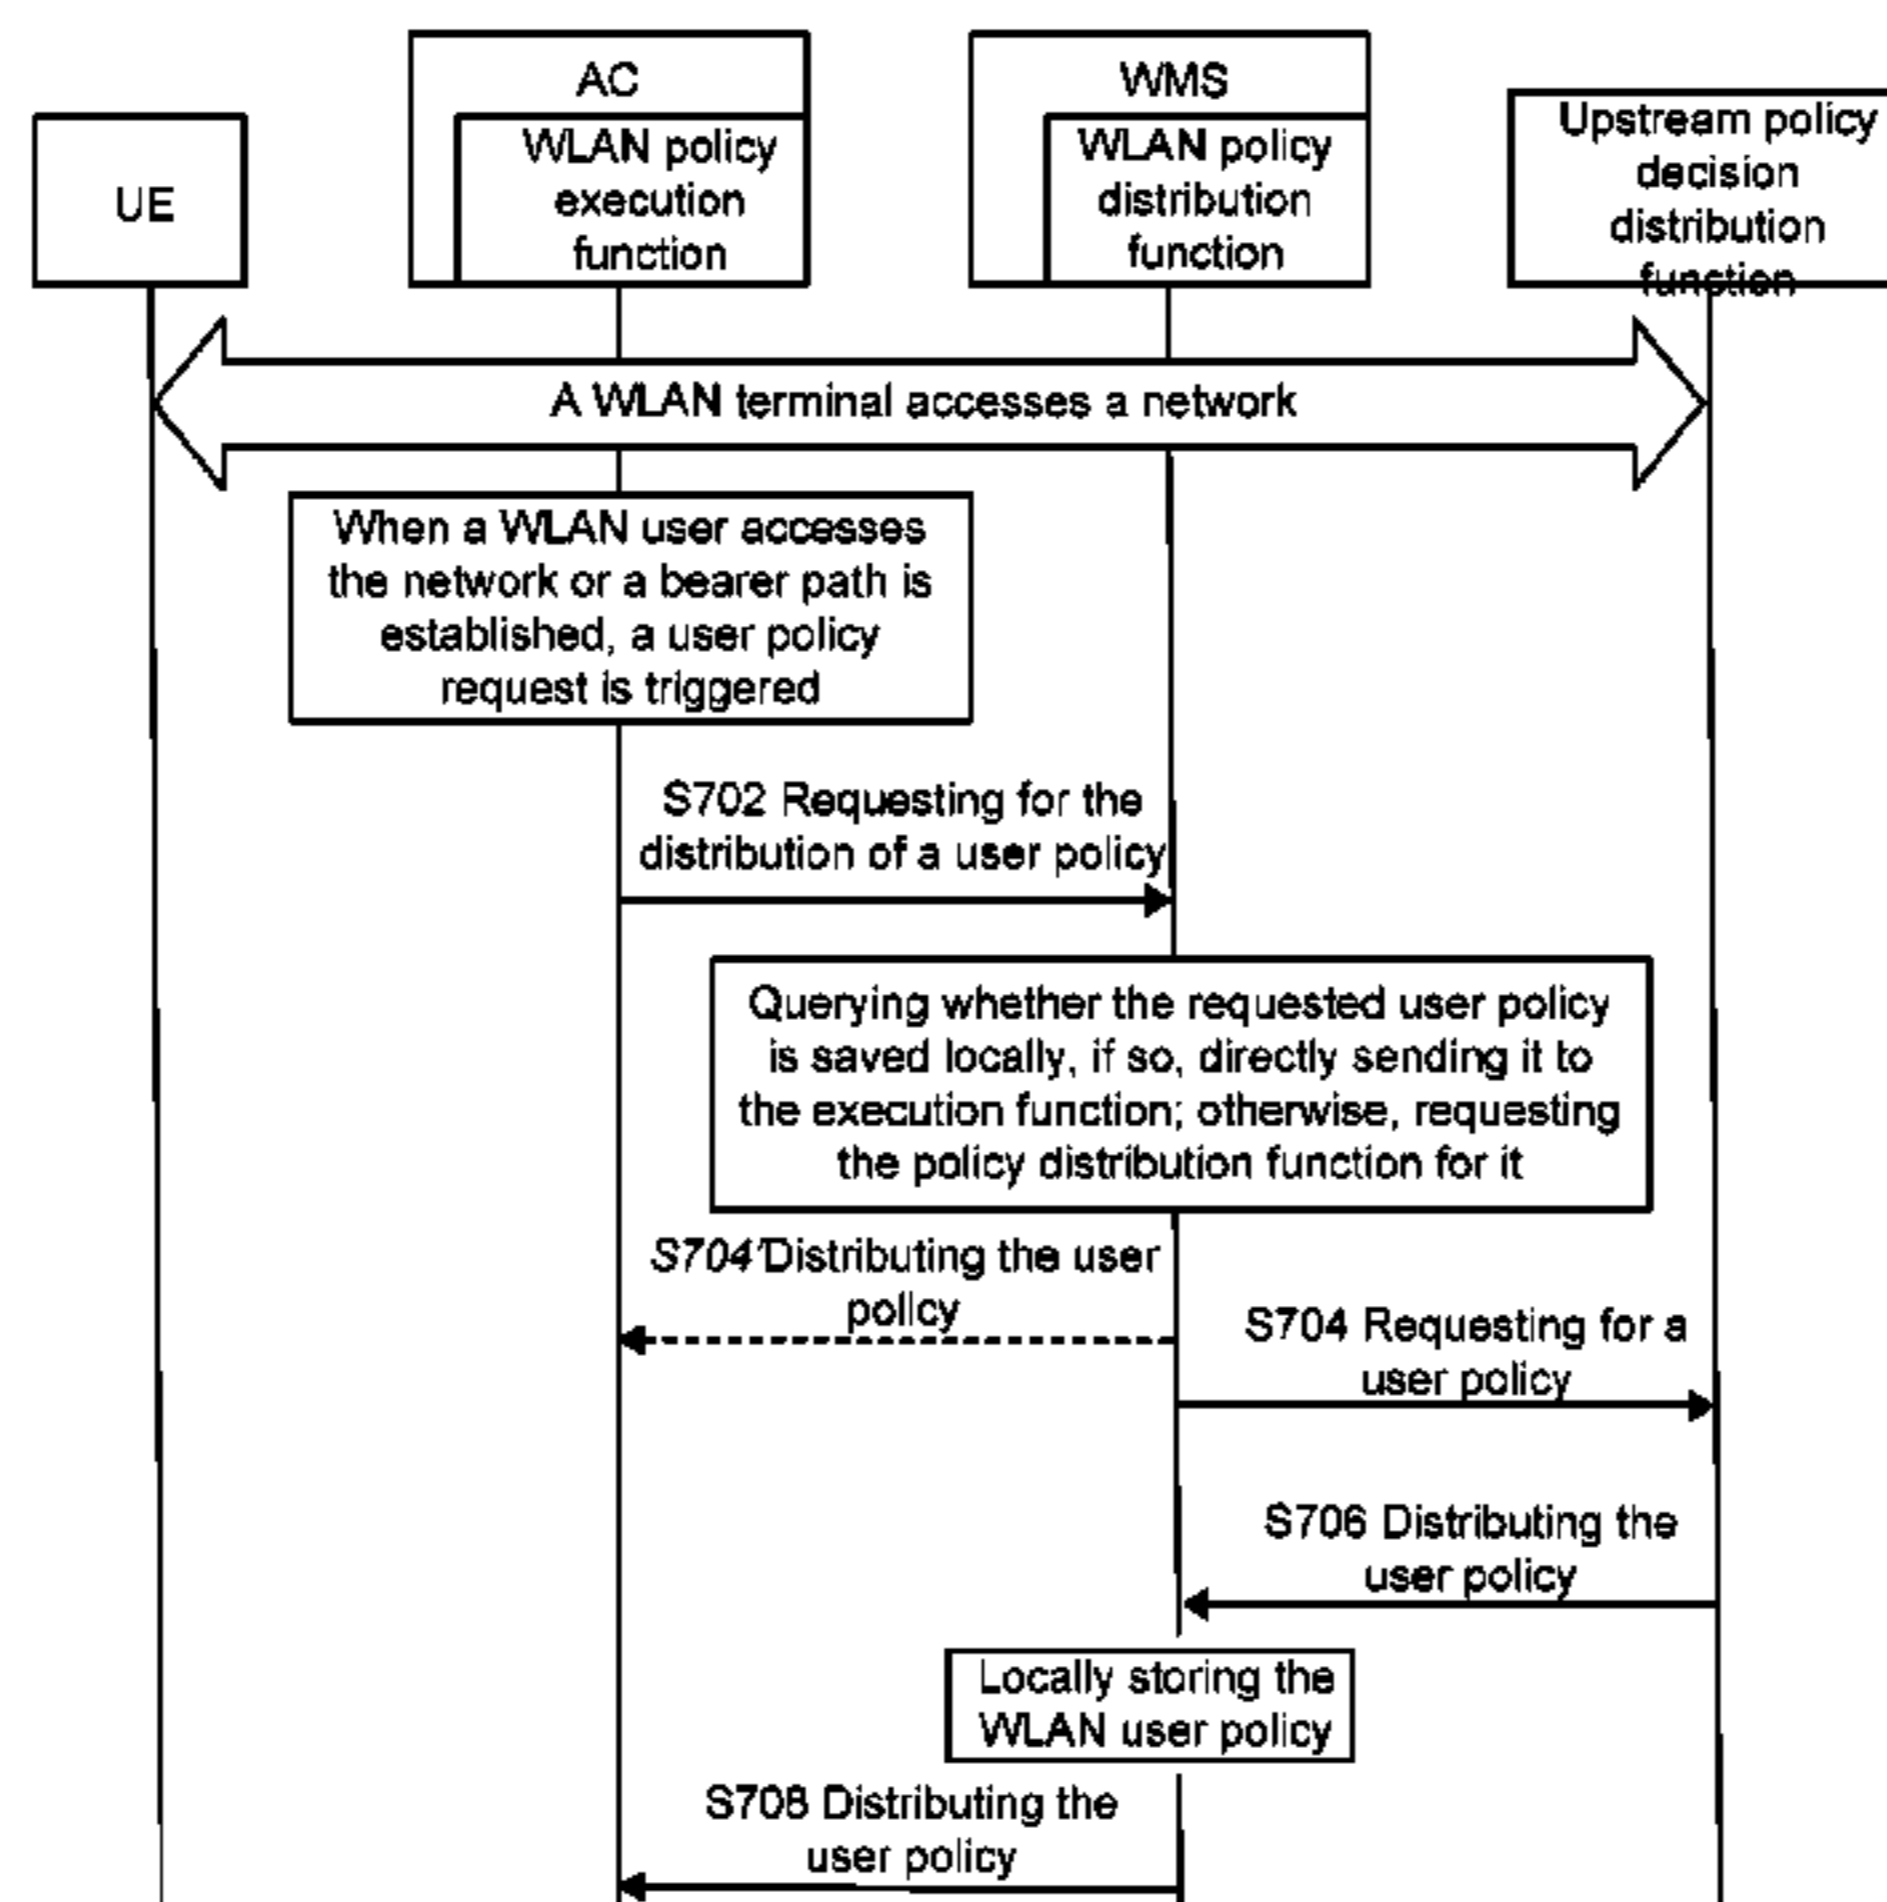 UE
AC
WLAN policy
execution
function
WMS
WLAN policy
distribution
function
Upstream policy
decision
distribution
function
A WLAN terminal accesses a network
When a WLAN user accesses
the network or a bearer path is
established, a user policy
request is triggered
S702 Requesting for the
distribution of a user policy
Querying whether the requested user policy
is saved locally, if so, directly sending it to
the execution function; otherwise, requesting
the policy distribution function for it
S704'Distributing the user
policy
S704 Requesting for a
user policy
S706 Distributing the
user policy
Locally storing the
WLAN user policy
S708 Distributing the
user policy